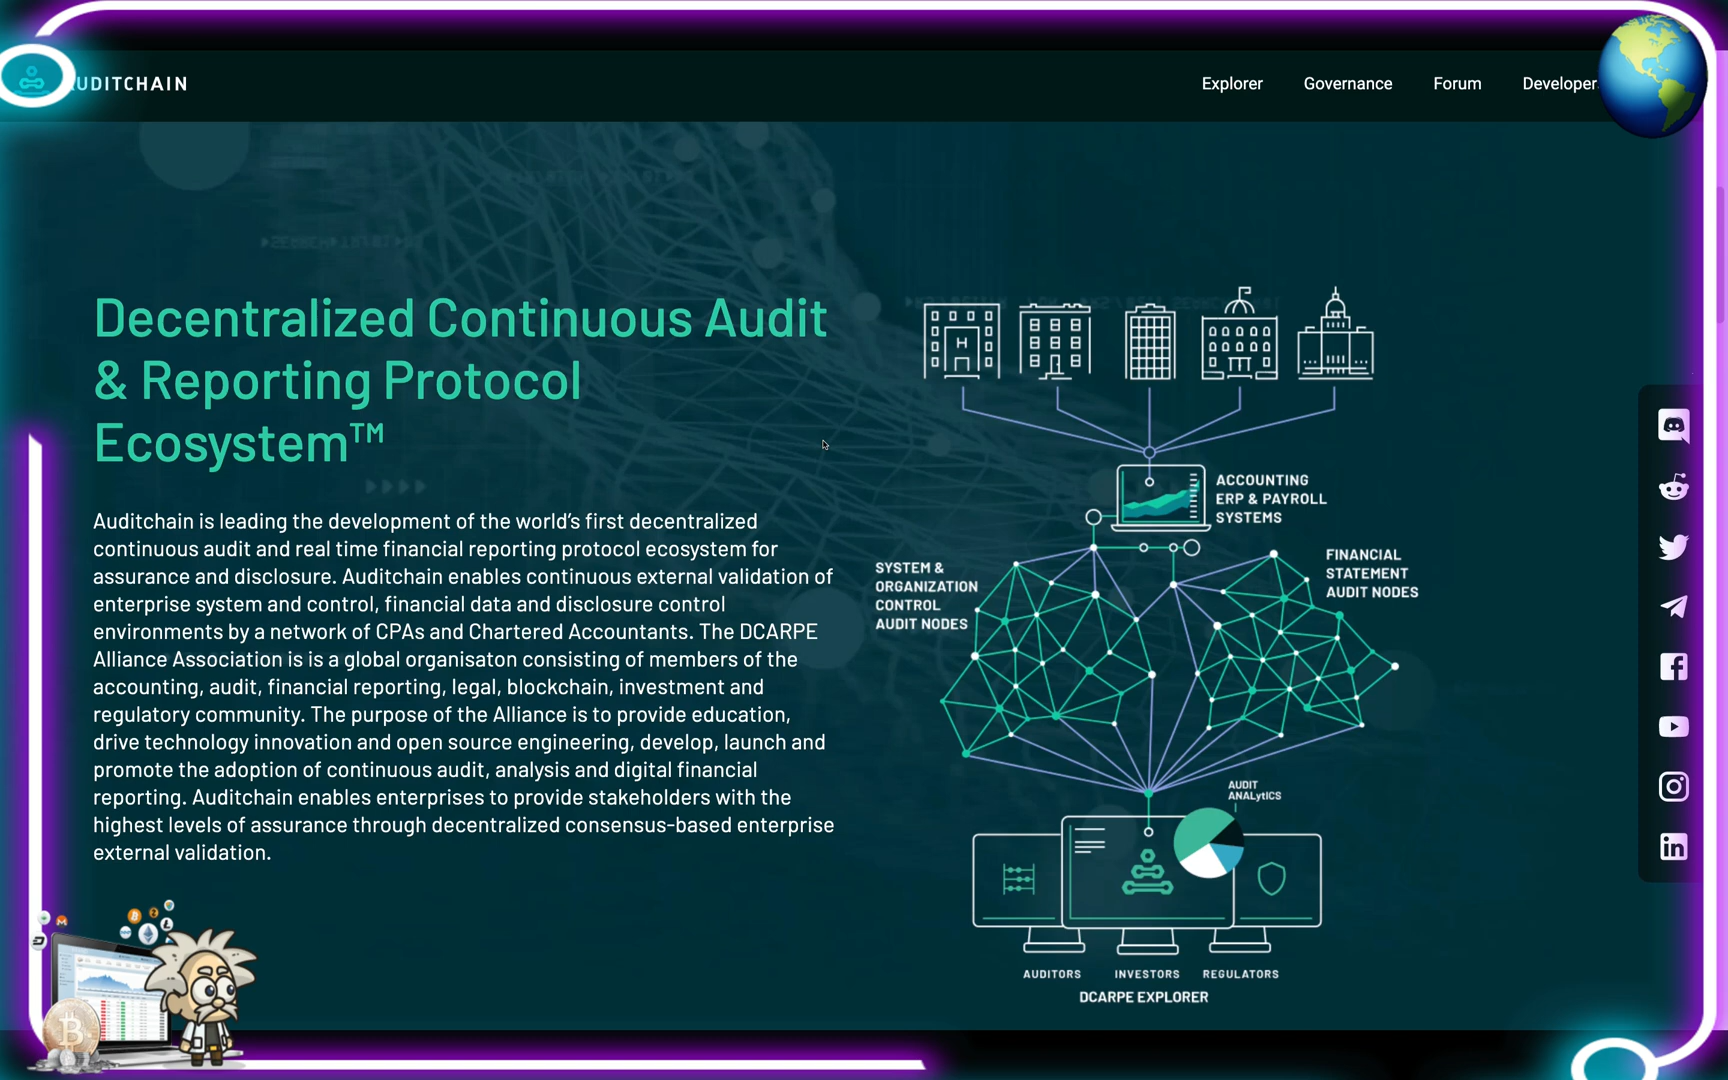 UDITCHAIN
Explorer
Governance
Forum
Developer
Decentralized Continuous Audit
& Reporting Protocol
Ecosystem™
Auditchain is leading the development of the world's first decentralized
continuous audit and real time financial reporting protocol ecosystem for
assurance and disclosure. Auditchain enables continuous external validation of
enterprise system and control, financial data and disclosure control
environments by a network of CPAs and Chartered Accountants. The DCARPE
Alliance Association is is a global organisaton consisting of members of the
accounting, audit, financial reporting, legal, blockchain, investment and
regulatory community. The purpose of the Alliance is to provide education,
drive technology innovation and open source engineering, develop, launch and
promote the adoption of continuous audit, analysis and digital financial
reporting. Auditchain enables enterprises to provide stakeholders with the
highest levels of assurance through decentralized consensus-based enterprise
external validation.
H
ACCOUNTING
ERP & PAYROLL
SYSTEMS
SYSTEM &
ORGANIZATION
CONTROL
AUDIT NODES
FINANCIAL
STATEMENT
AUDIT NODES
AUDIT
ANALytICS
AUDITORS
INVESTORS
REGULATORS
DCARPE EXPLORER